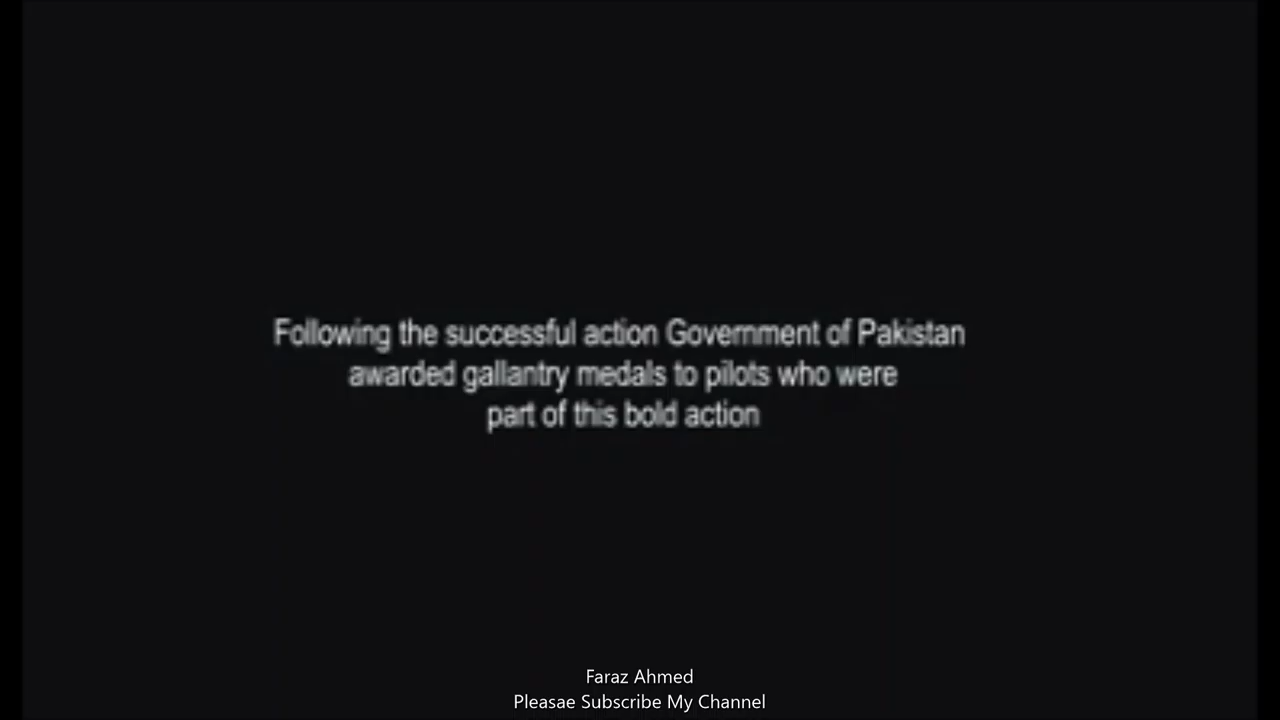 Following the successful action Government of Pakistan
awarded gallantry medals to pilots who were
part of this bold action
Faraz Ahmed
Pleasae Subscribe My Channel